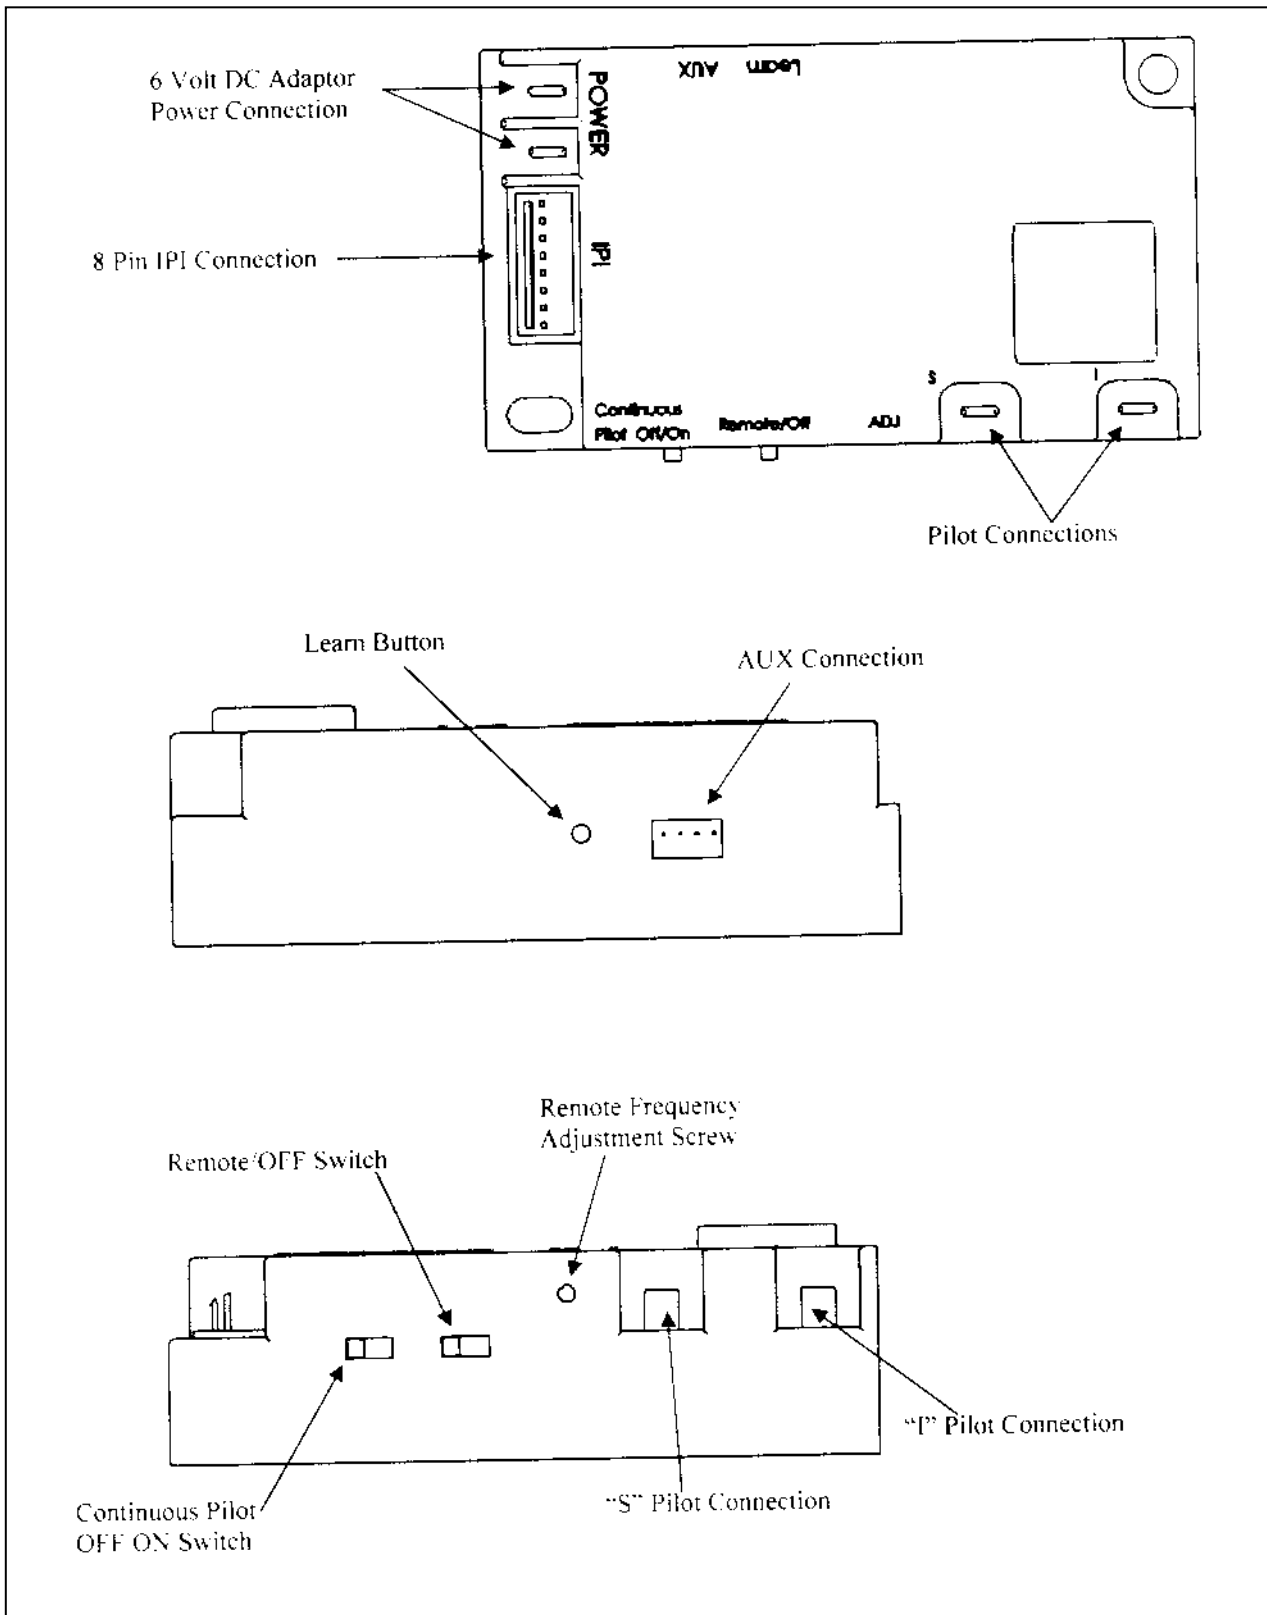 6 Volt DC Adaptor
Power Connection
POWER
AUX
Learn
8 Pin IPI Connection
IPI
S
I
Continuous
Pilot Off/On
Remote/Off
ADJ
Pilot Connections
Learn Button
AUX Connection
Remote Frequency
Adjustment Screw
Remote/OFF Switch
"I" Pilot Connection
"S" Pilot Connection
Continuous Pilot
OFF ON Switch